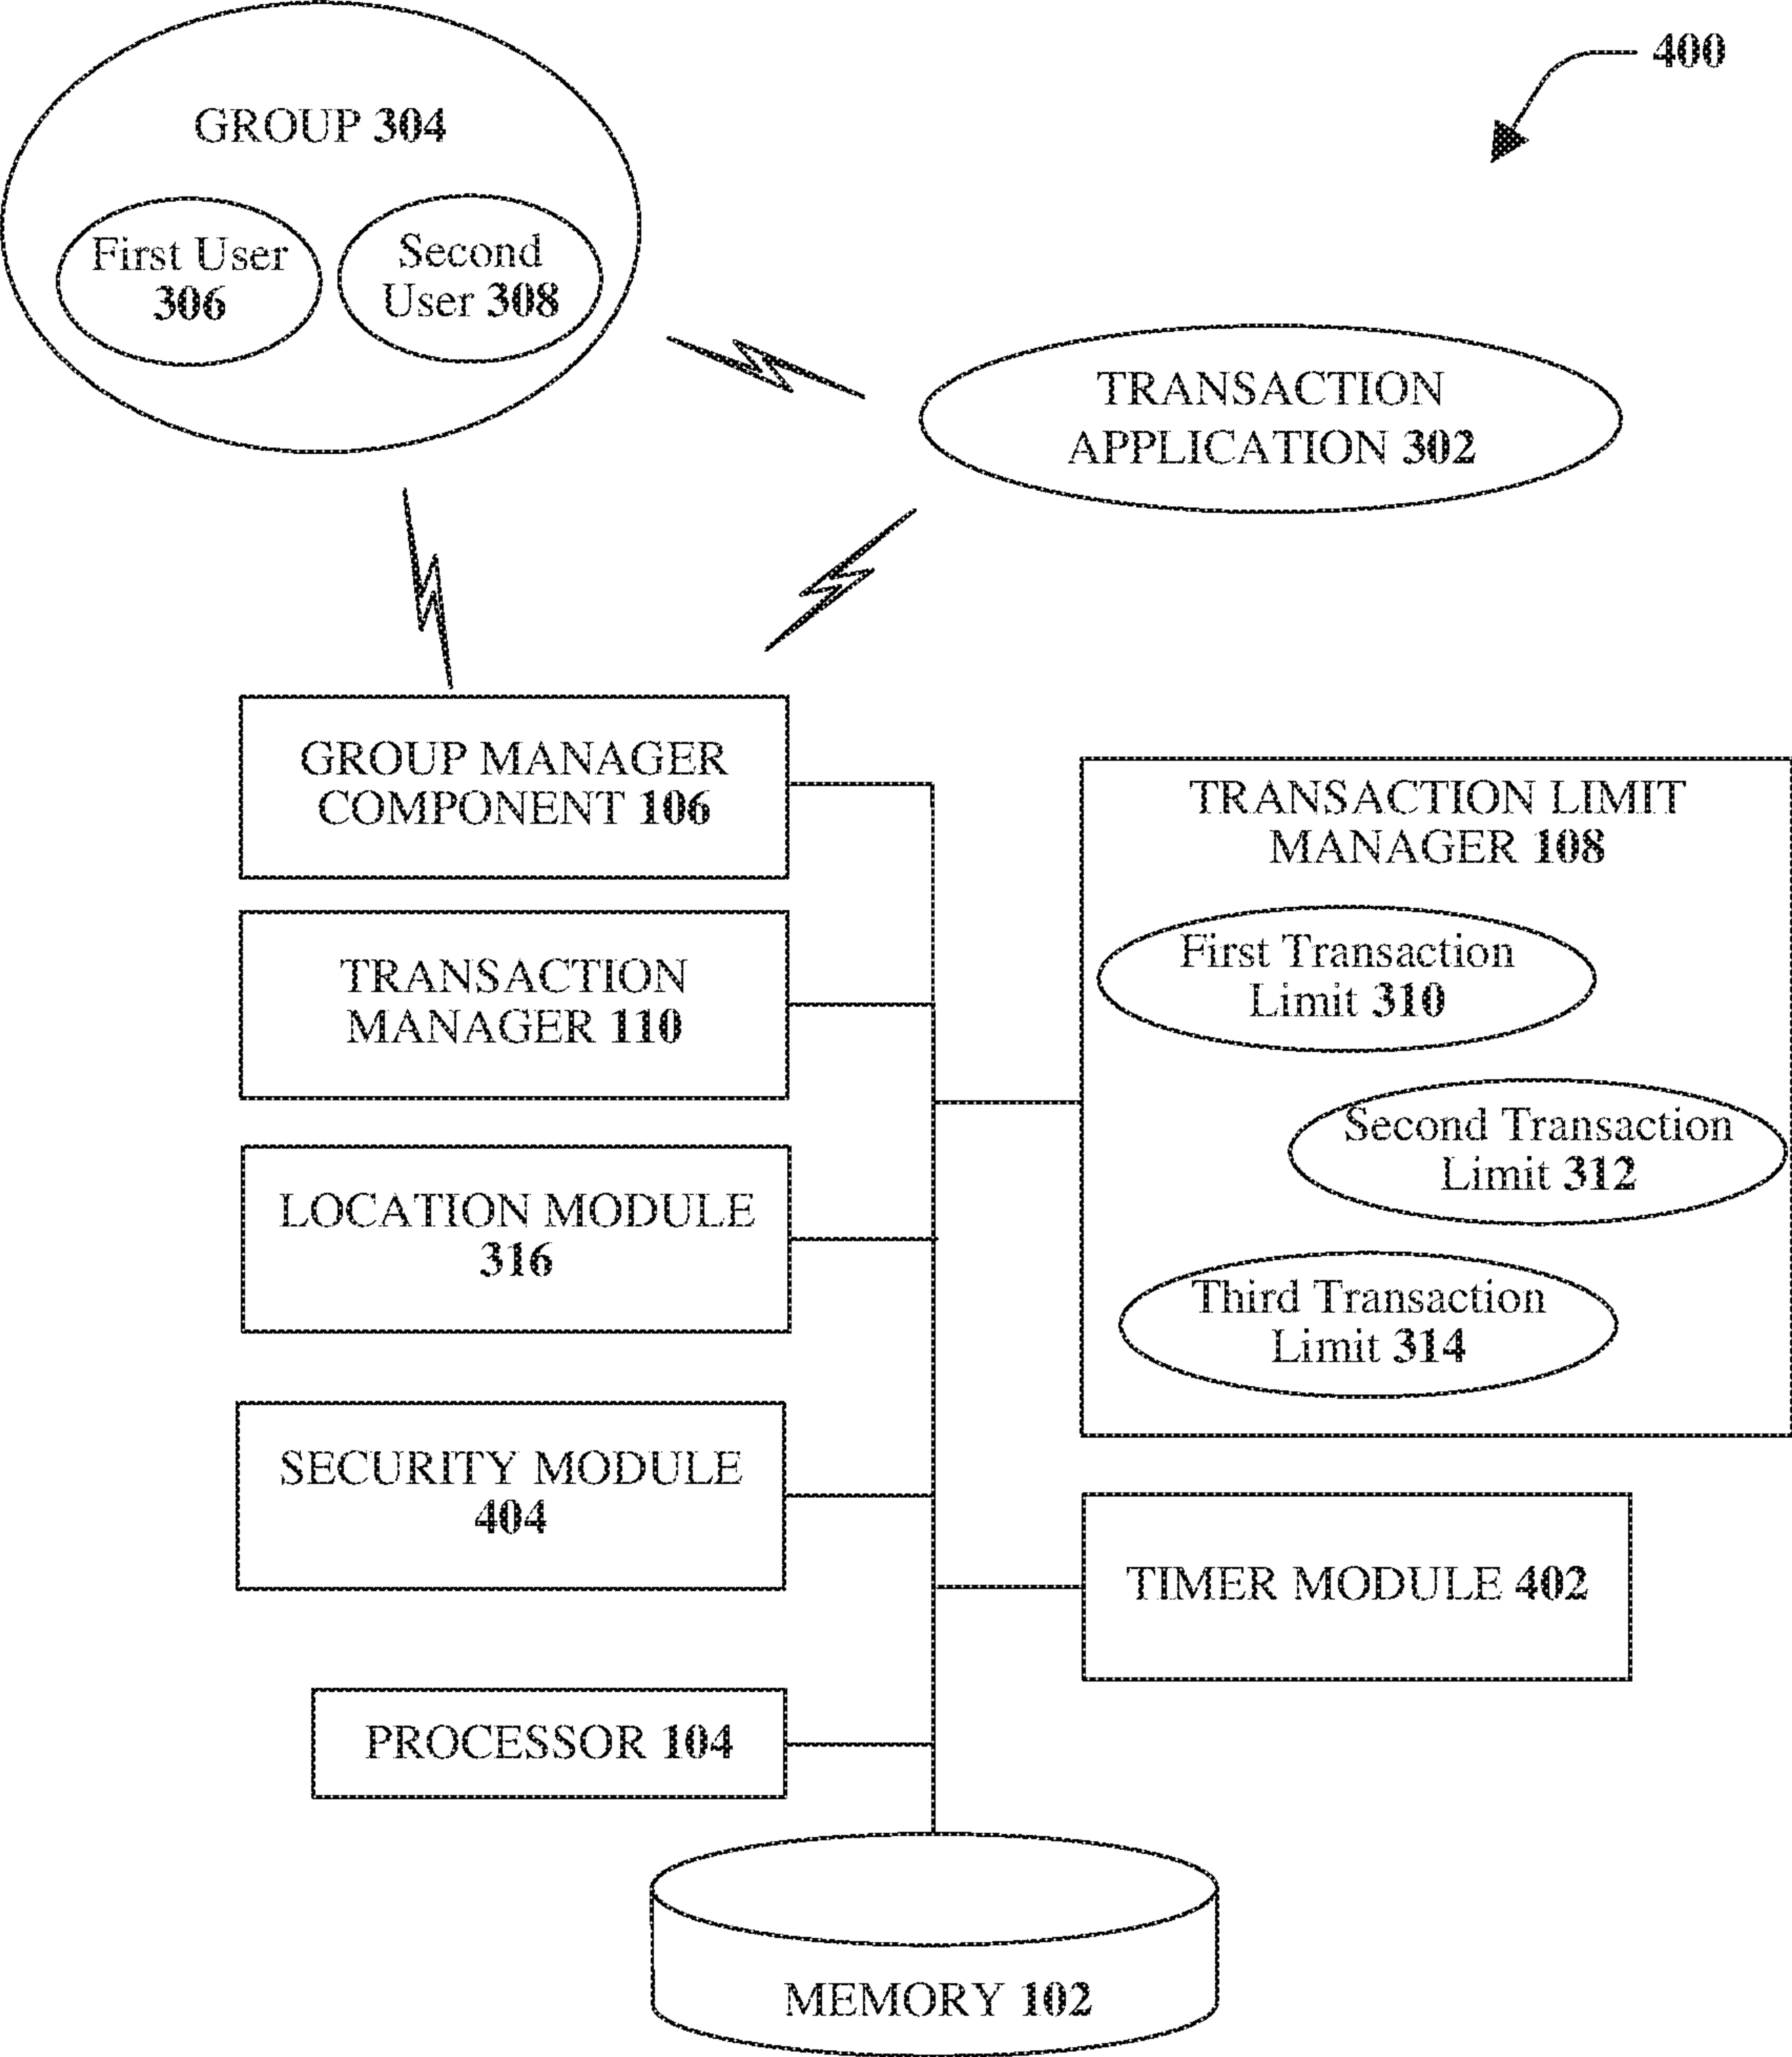 400
GROUP 304
First User
306
Second
User 308
TRANSACTION
APPLICATION 302
GROUP MANAGER
COMPONENT 106
TRANSACTION LIMIT
MANAGER 108
First Transaction
Limit 310
Second Transaction
Limit 312
Third Transaction
Limit 314
TRANSACTION
MANAGER 110
LOCATION MODULE
316
SECURITY MODULE
404
TIMER MODULE 402
PROCESSOR 104
MEMORY 102